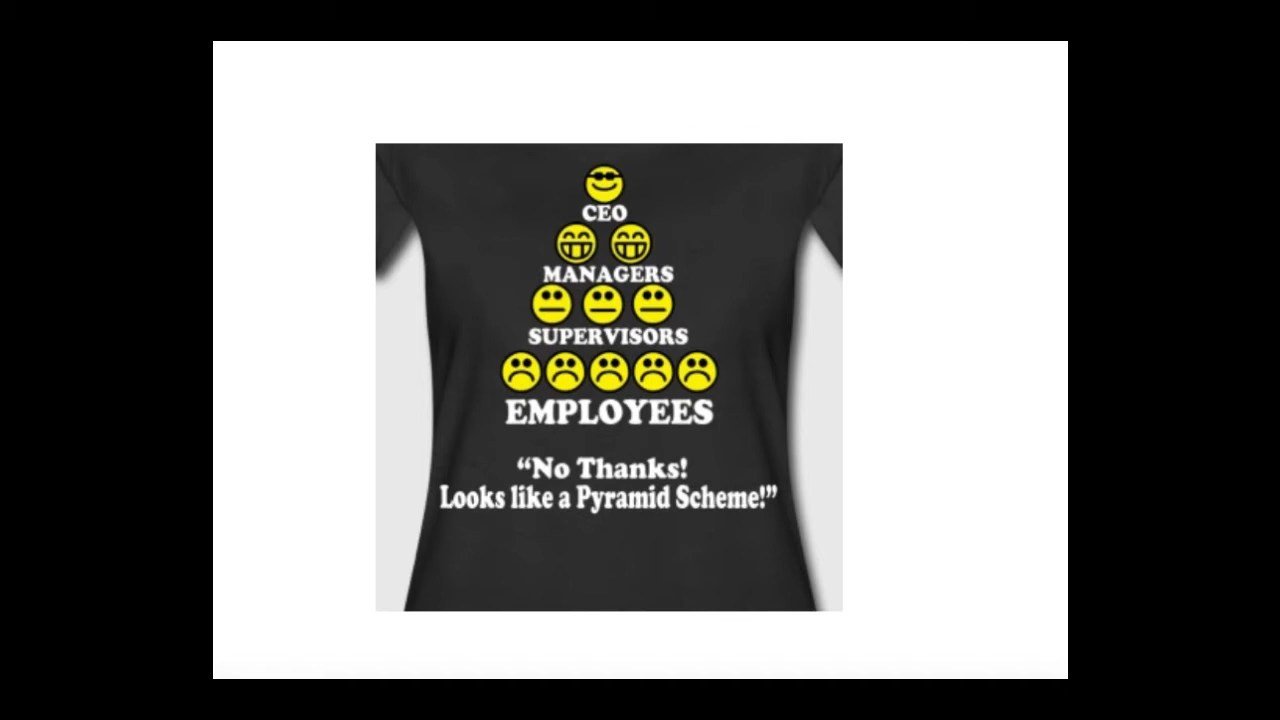 CEO
MANAGERS
SUPERVISORS
EMPLOYEES
“No Thanks!
Looks like a Pyramid Scheme!”